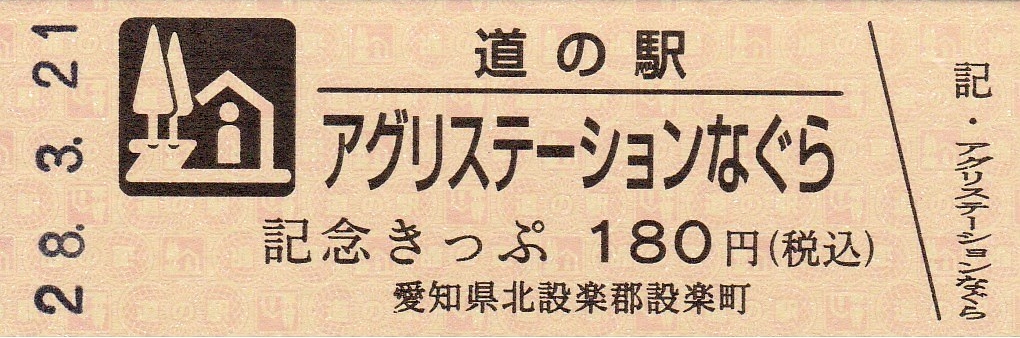 28.3.21
道の駅
アグリステーションなぐら
記念きっぷ 180円(税込)
愛知県北設楽郡設楽町
記・アグリステーションなぐら